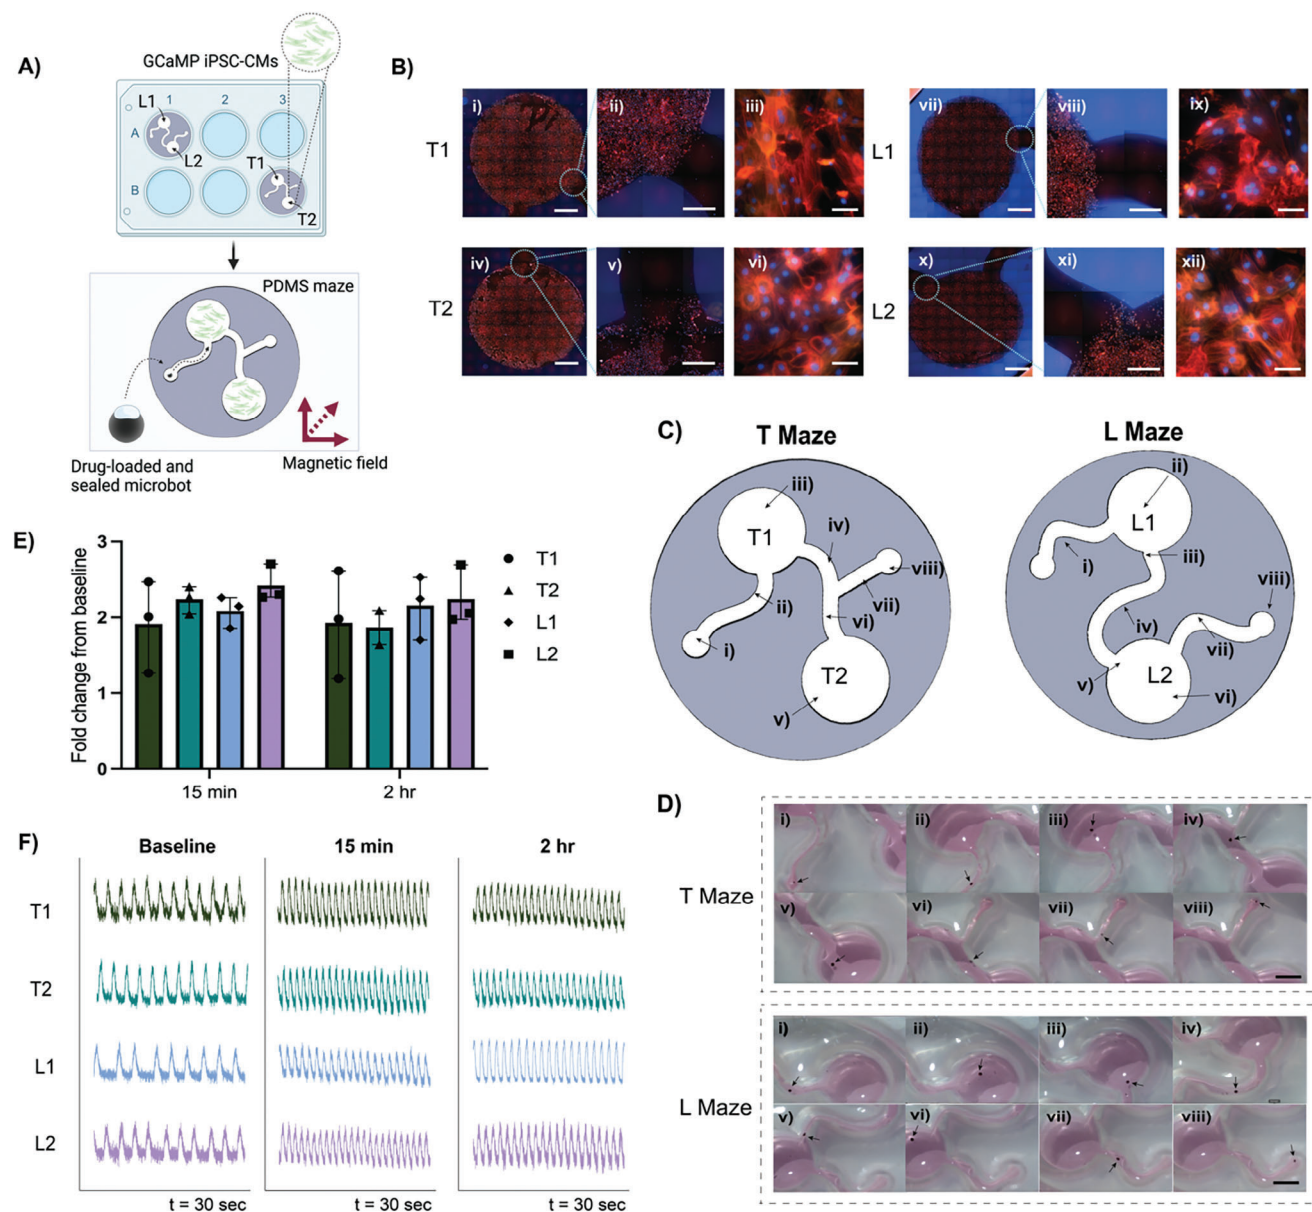 A)
GCaMP iPSC-CMs
1 2 3
A
B
L1
L2
T1
T2
PDMS maze
Drug-loaded and
sealed microbot
Magnetic field
B)
T1
i)
ii)
iii)
L1
vii)
viii)
ix)
T2
iv)
v)
vi)
L2
x)
xi)
xii)
C)
T Maze
L Maze
T1
T2
i)
ii)
iii)
iv)
v)
vi)
vii)
viii)
L1
L2
i)
ii)
iii)
iv)
v)
vi)
vii)
viii)
D)
T Maze
i)
ii)
iii)
iv)
v)
vi)
vii)
viii)
L Maze
i)
ii)
iii)
iv)
v)
vi)
vii)
viii)
E)
Fold change from baseline
3
2
1
0
15 min
2 hr
T1
T2
L1
L2
F)
Baseline
15 min
2 hr
T1
T2
L1
L2
t = 30 sec
t = 30 sec
t = 30 sec